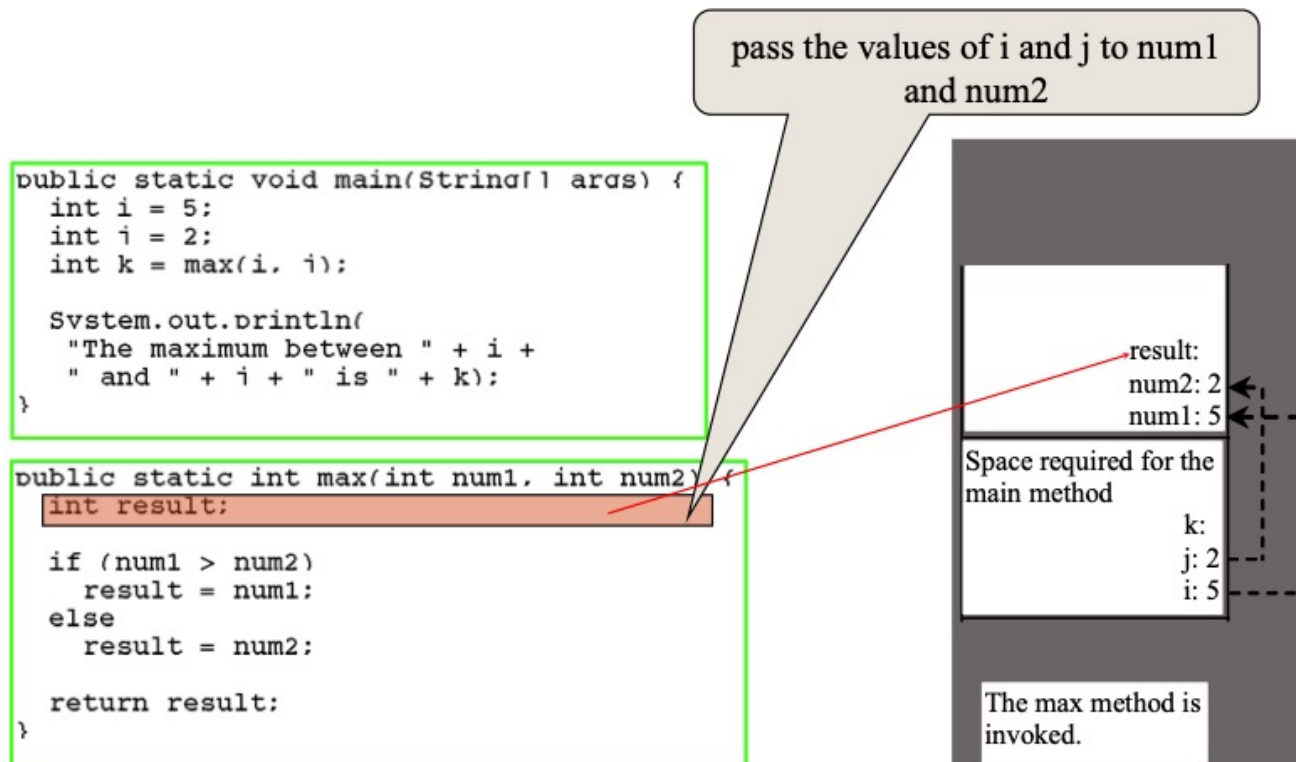 pass the values of i and j to num1
and num2
public static void main(String[] args) {
int i = 5;
int j = 2;
int k = max(i, j);
System.out.println(
"The maximum between " + i +
" and " + j + " is " + k);
}
public static int max(int num1, int num2) {
int result;
if (num1 > num2)
result = num1;
else
result = num2;
return result;
}
result:
num2: 2
num1: 5
Space required for the
main method
k:
j: 2
i: 5
The max method is
invoked.